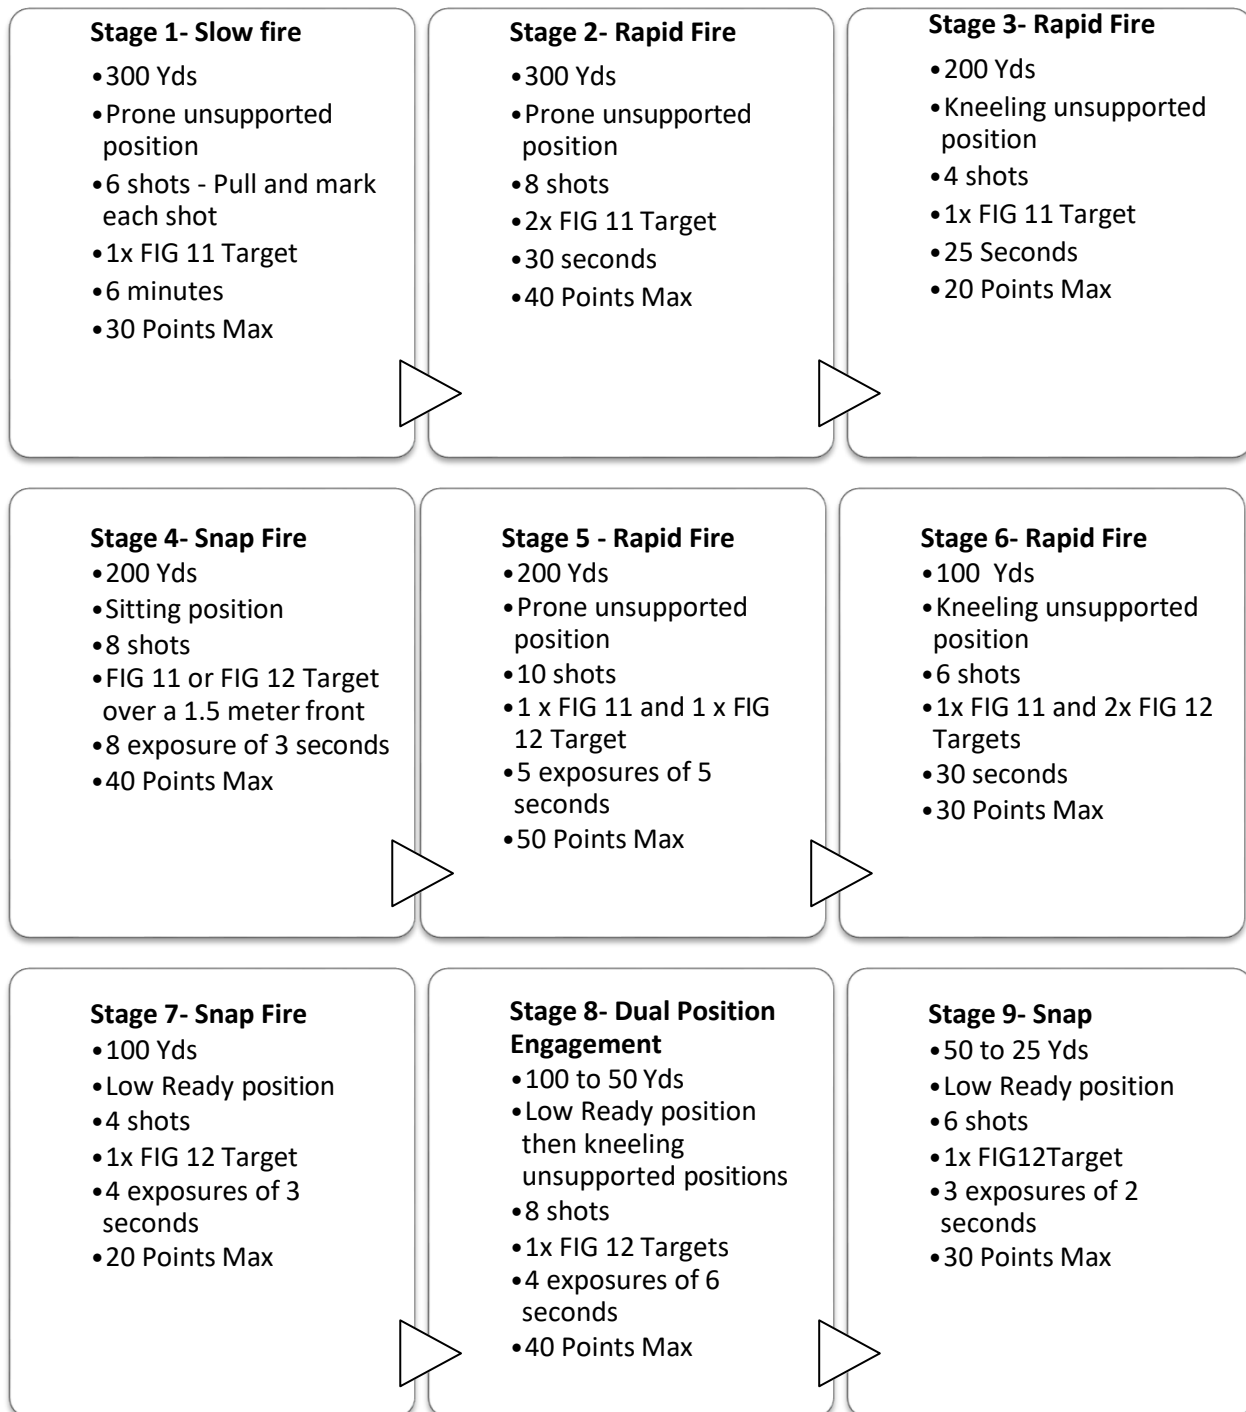 Stage 1- Slow fire
•300 Yds
•Prone unsupported
position
•6 shots - Pull and mark
each shot
•1x FIG 11 Target
•6 minutes
•30 Points Max
Stage 2- Rapid Fire
•300 Yds
•Prone unsupported
position
•8 shots
•2x FIG 11 Target
•30 seconds
•40 Points Max
Stage 3- Rapid Fire
•200 Yds
•Kneeling unsupported
position
•4 shots
•1x FIG 11 Target
•25 Seconds
•20 Points Max
Stage 4- Snap Fire
•200 Yds
•Sitting position
•8 shots
•FIG 11 or FIG 12 Target
over a 1.5 meter front
•8 exposure of 3 seconds
•40 Points Max
Stage 5 - Rapid Fire
•200 Yds
•Prone unsupported
position
•10 shots
•1 x FIG 11 and 1 x FIG
12 Target
•5 exposures of 5
seconds
•50 Points Max
Stage 6- Rapid Fire
•100 Yds
•Kneeling unsupported
position
•6 shots
•1x FIG 11 and 2x FIG 12
Targets
•30 seconds
•30 Points Max
Stage 7- Snap Fire
•100 Yds
•Low Ready position
•4 shots
•1x FIG 12 Target
•4 exposures of 3
seconds
•20 Points Max
Stage 8- Dual Position
Engagement
•100 to 50 Yds
•Low Ready position
then kneeling
unsupported positions
•8 shots
•1x FIG 12 Targets
•4 exposures of 6
seconds
•40 Points Max
Stage 9- Snap
•50 to 25 Yds
•Low Ready position
•6 shots
•1x FIG12Target
•3 exposures of 2
seconds
•30 Points Max